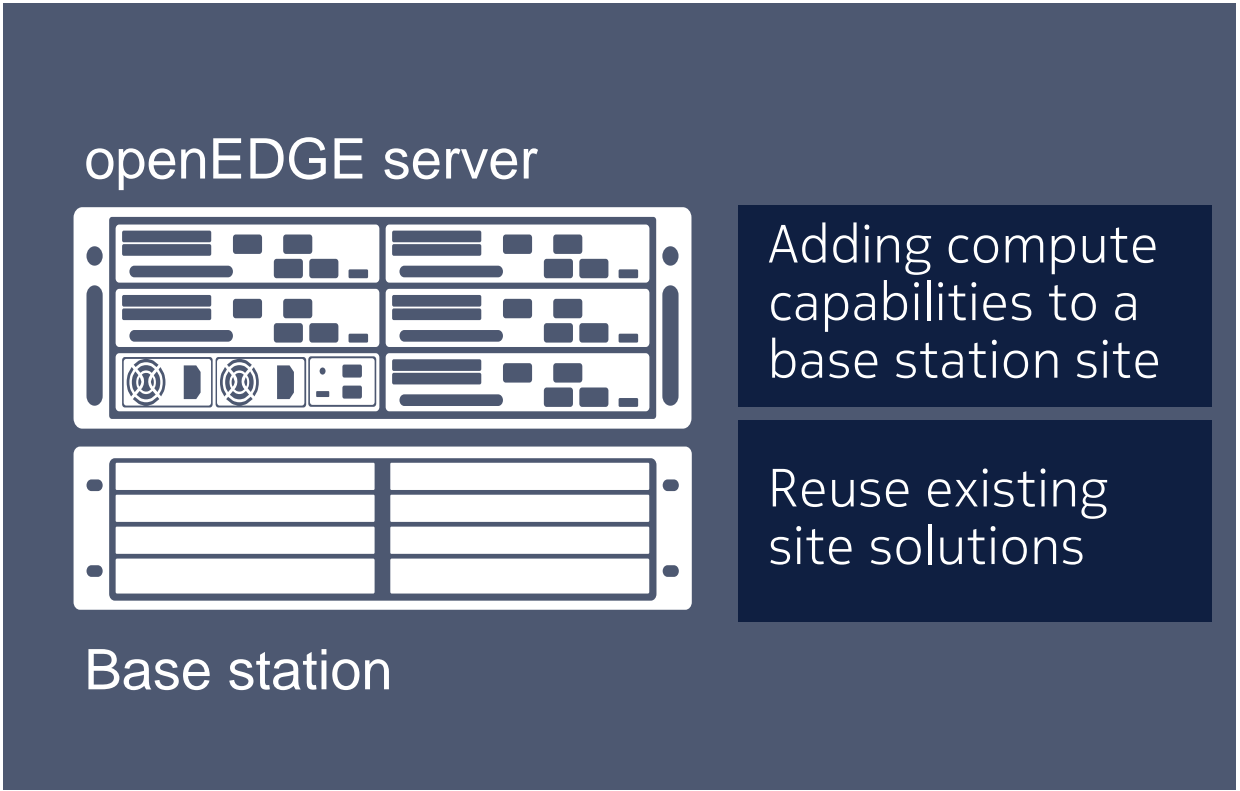 openEDGE server
Adding compute
capabilities to a
base station site
Reuse existing
site solutions
Base station